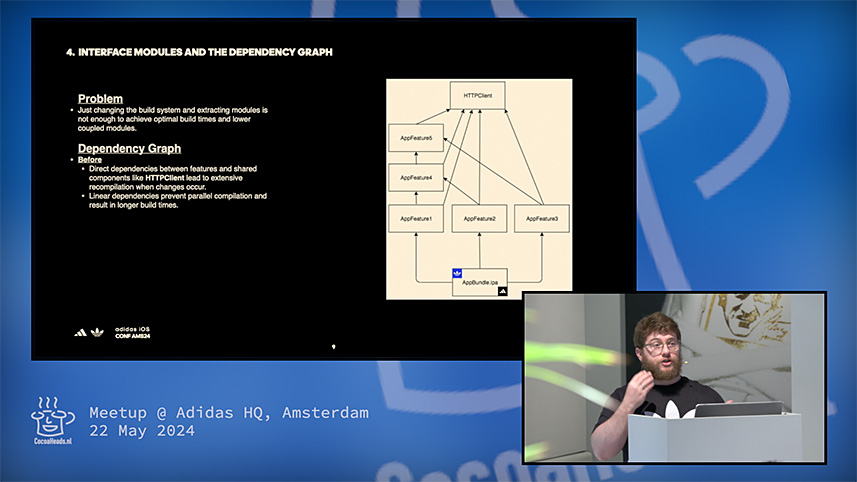 4. INTERFACE MODULES AND THE DEPENDENCY GRAPH
Problem
• Just changing the build system and extracting modules is
not enough to achieve optimal build times and lower
coupled modules.
Dependency Graph
• Before
• Direct dependencies between features and shared
components like HTTPClient lead to extensive
recompilation when changes occur.
• Linear dependencies prevent parallel compilation and
result in longer build times.
HTTPClient
AppFeature5
AppFeature4
AppFeature1
AppFeature2
AppFeature3
AppBundle.ipa
adidas iOS
CONF AMS24
9
CocoaHeads.nl
Meetup @ Adidas HQ, Amsterdam
22 May 2024